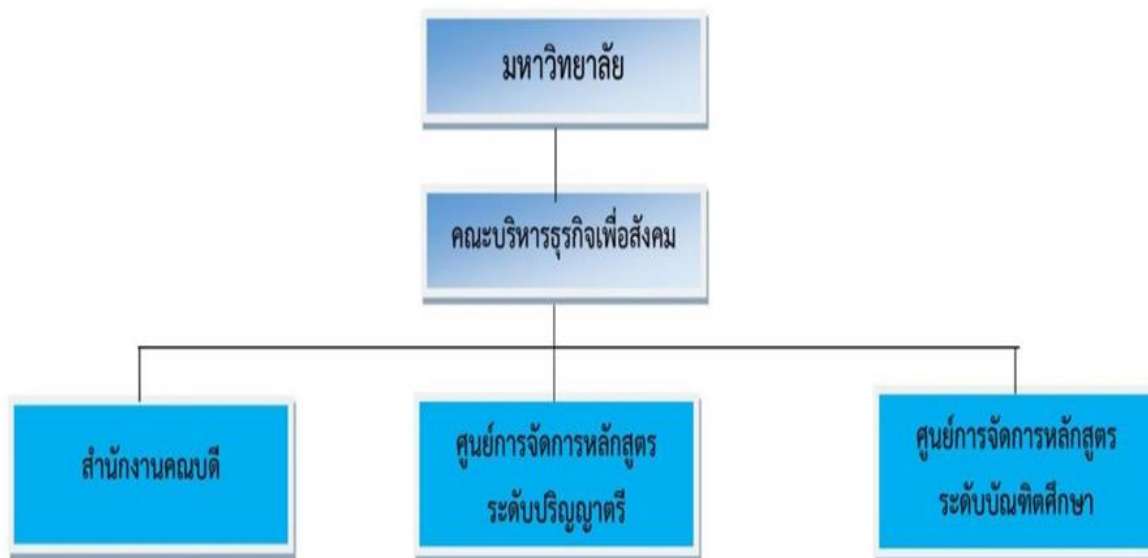 มหาวิทยาลัย
คณะบริหารธุรกิจเพื่อสังคม
สำนักงานคณบดี
ศูนย์การจัดการหลักสูตร
ระดับปริญญาตรี
ศูนย์การจัดการหลักสูตร
ระดับบัณฑิตศึกษา